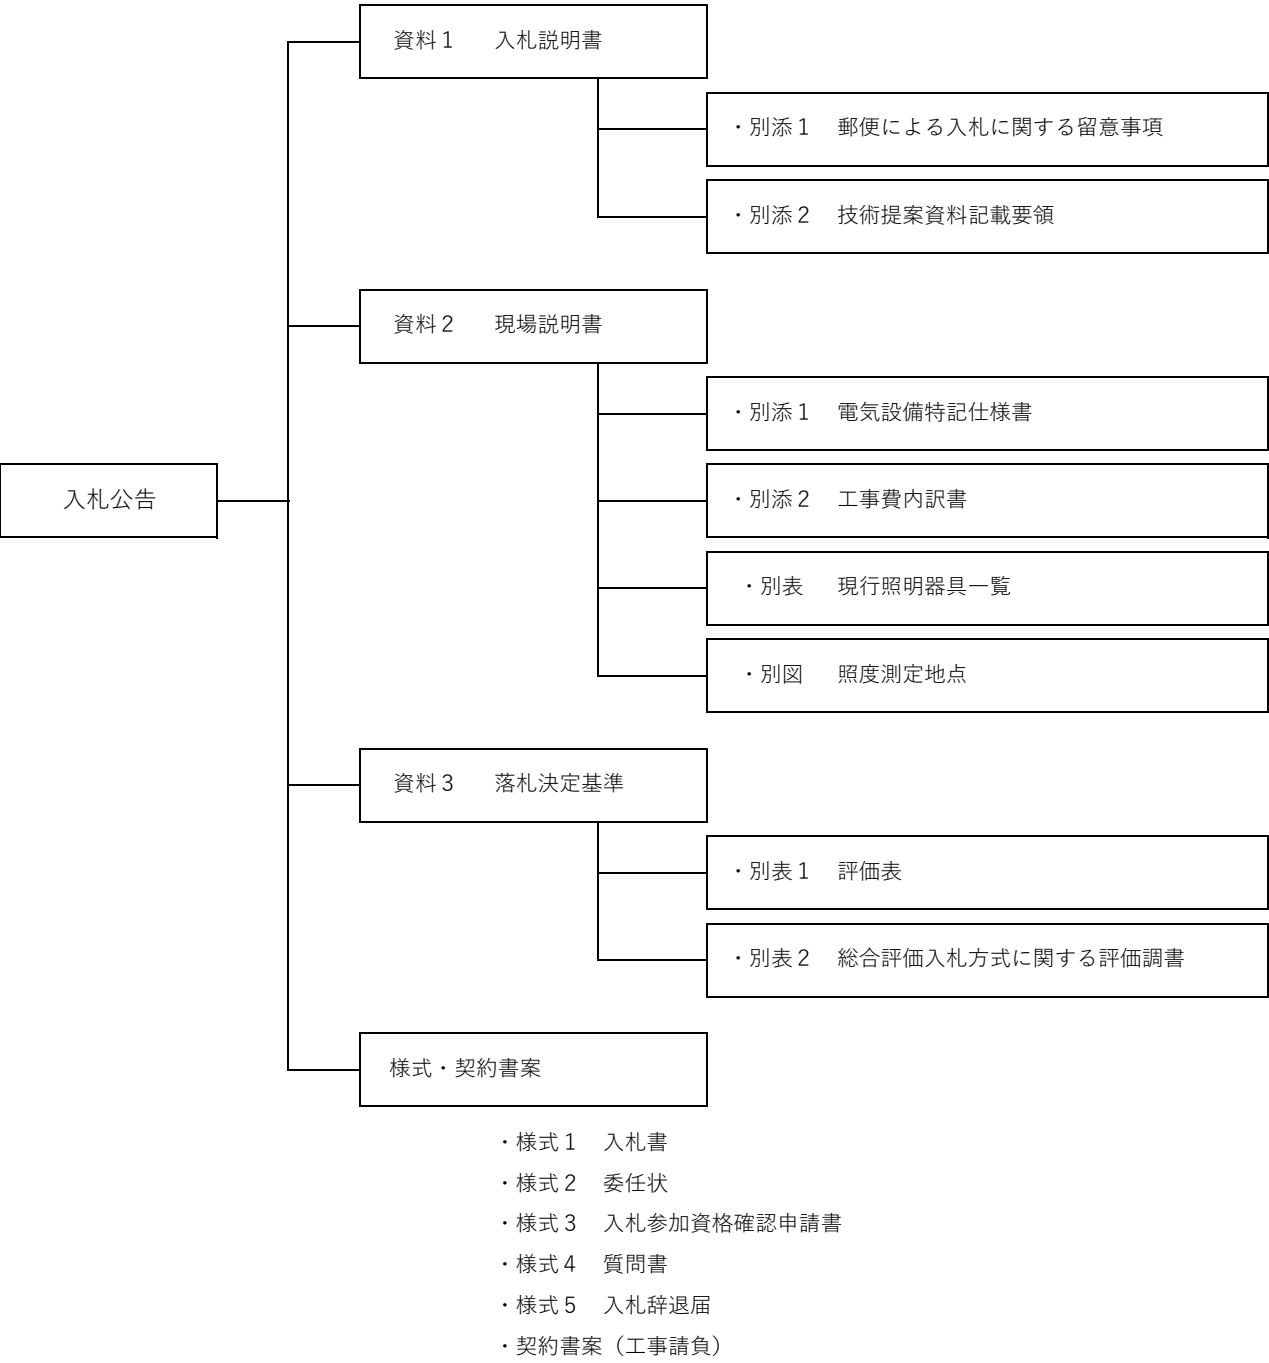 資料１　入札説明書
・別添１　郵便による入札に関する留意事項
・別添２　技術提案資料記載要領
資料２　現場説明書
・別添１　電気設備特記仕様書
入札公告
・別添２　工事費内訳書
・別表　現行照明器具一覧
・別図　照度測定地点
資料３　落札決定基準
・別表１　評価表
・別表２　総合評価入札方式に関する評価調書
様式・契約書案
・様式１　入札書
・様式２　委任状
・様式３　入札参加資格確認申請書
・様式４　質問書
・様式５　入札辞退届
・契約書案（工事請負）